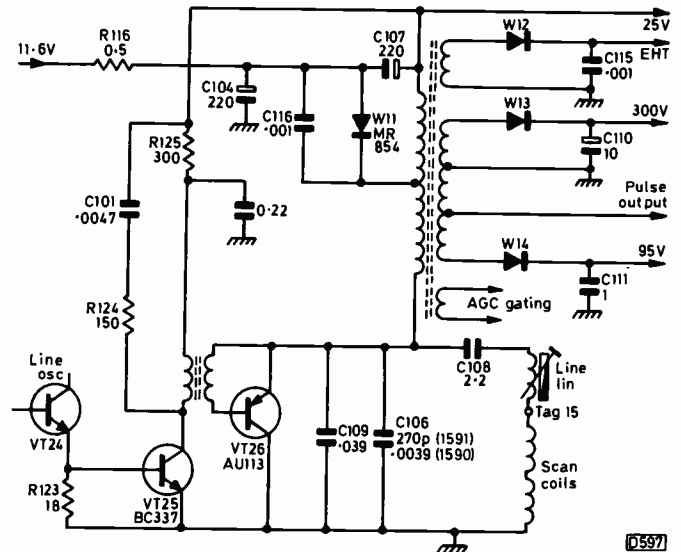 25V
11·6V
R116
0·5
C107
220
W12
EHT
C104
220
C115
·001
W13
300V
C116
·001
W11
MR
854
R125
300
C110
10
C101
·0047
0·22
Pulse
output
W14
95V
C111
1
AGC gating
R124
150
C108
2·2
Line
lin
Line
osc
Tag 15
VT24
VT26
AU113
C109
·039
C106
270p (1591)
·0039 (1590)
Scan
coils
R123
18
VT25
BC337
D597